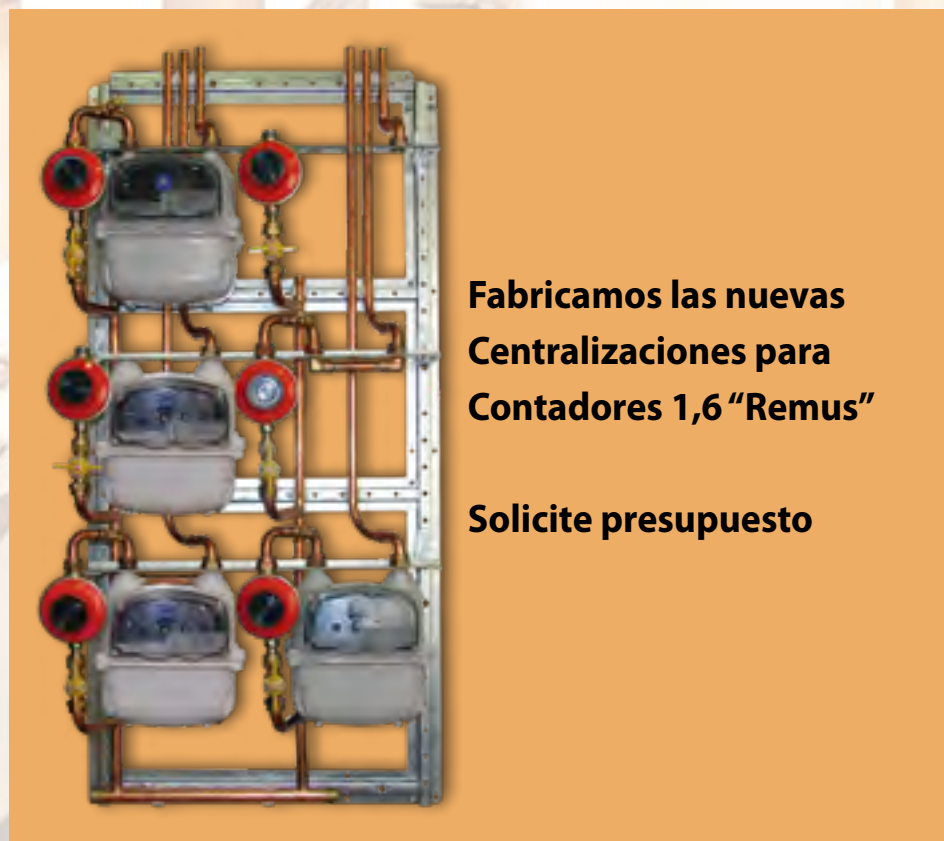 Fabricamos las nuevas
Centralizaciones para
Contadores 1,6 “Remus”
Solicite presupuesto